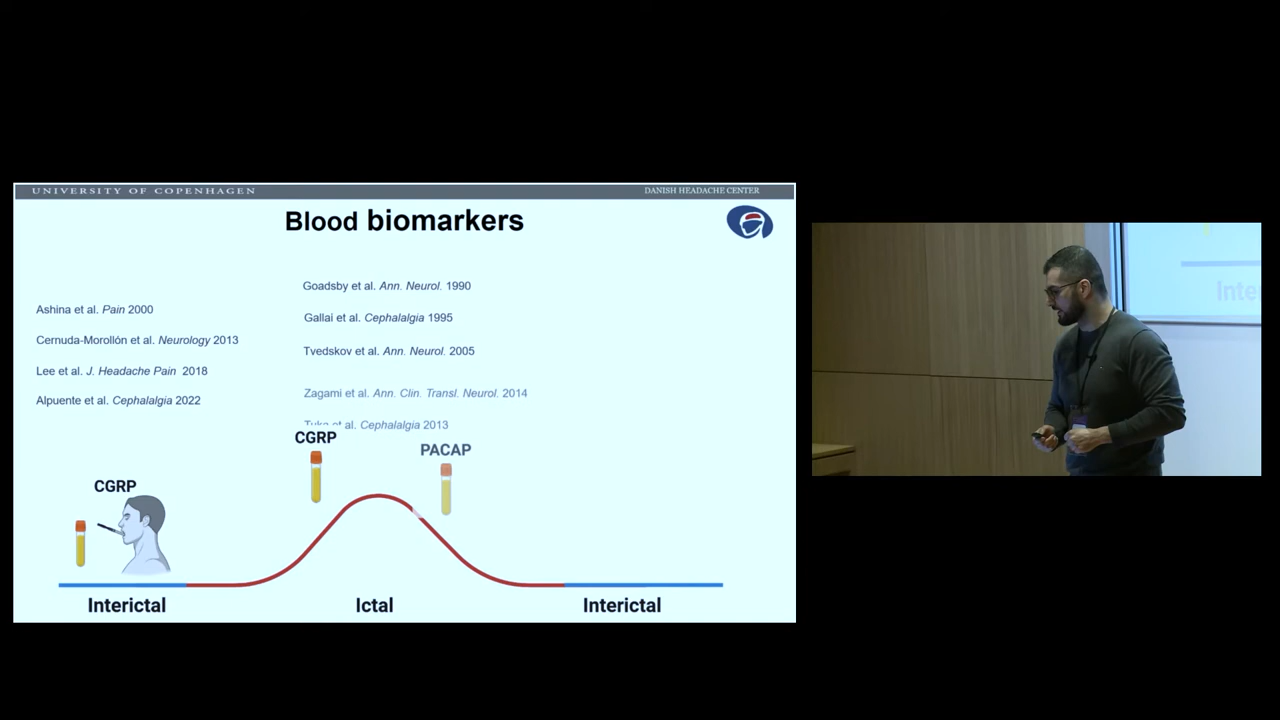 UNIVERSITY OF COPENHAGEN
DANISH HEADACHE CENTER
Blood biomarkers
Ashina et al. Pain 2000
Cernuda-Morollón et al. Neurology 2013
Lee et al. J. Headache Pain 2018
Alpuente et al. Cephalalgia 2022
Goadsby et al. Ann. Neurol. 1990
Gallai et al. Cephalalgia 1995
Tvedskov et al. Ann. Neurol. 2005
Zagami et al. Ann. Clin. Transl. Neurol. 2014
et al. Cephalalgia 2013
CGRP
PACAP
CGRP
Interictal
Ictal
Interictal
Inte